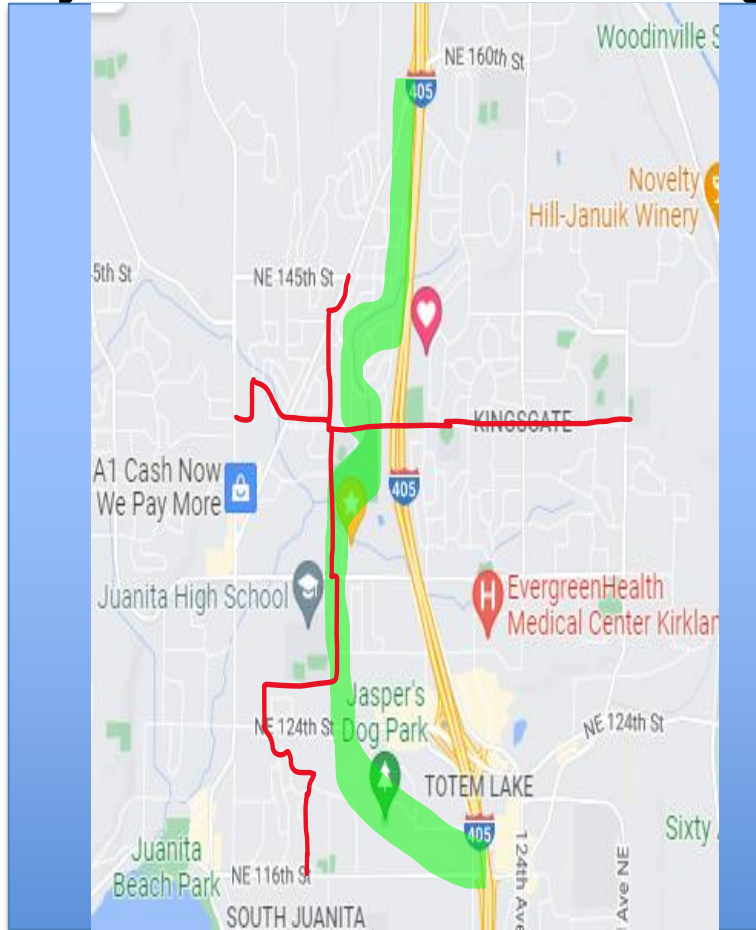 Woodinville S
NE 160th St
405
Novelty
Hill-Januik Winery
5th St
NE 145th St
KINGSGATE
A1 Cash Now
We Pay More
405
Juanita High School
H
EvergreenHealth
Medical Center Kirklan
Jasper's
Dog Park
NE 124th St
NE 124th St
TOTEM LAKE
405
124th Ave
Ave NE
Sixty
Juanita
Beach Park
NE 116th St
SOUTH JUANITA